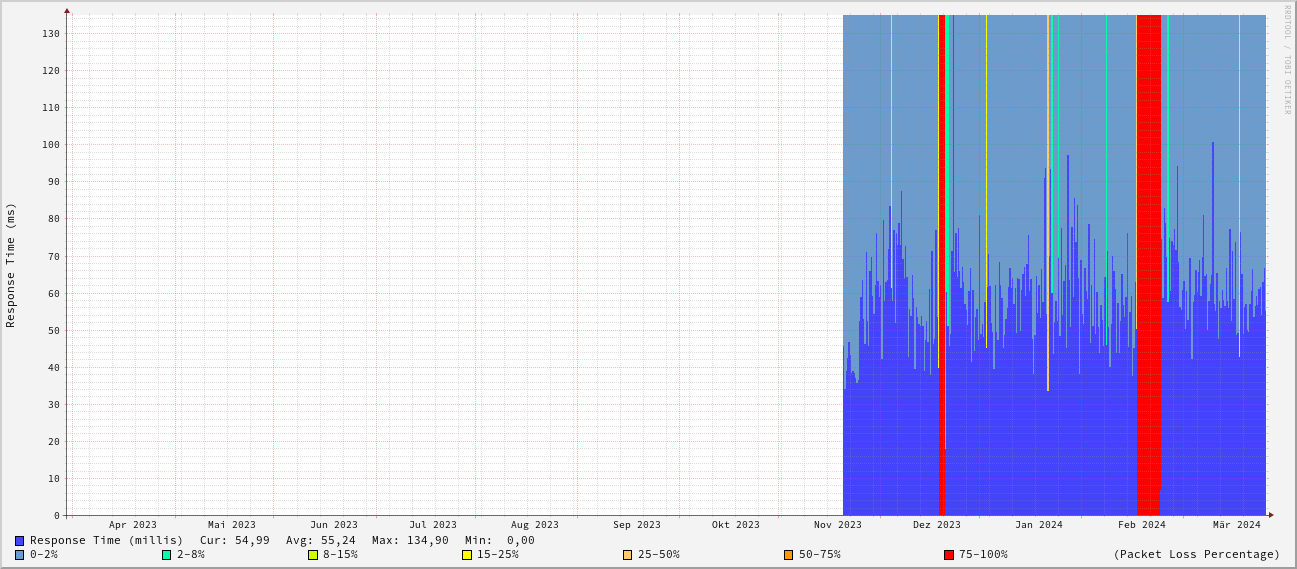 RRDTOOL / TOBI OETIKER
Response Time (ms)
130
120
110
100
90
80
70
60
50
40
30
20
10
0
Apr 2023 Mai 2023 Jun 2023 Jul 2023 Aug 2023 Sep 2023 Okt 2023 Nov 2023 Dez 2023 Jan 2024 Feb 2024 Mär 2024
Response Time (millis) Cur: 54,99 Avg: 55,24 Max: 134,90 Min: 0,00
0-2% 2-8% 8-15% 15-25% 25-50% 50-75% 75-100% (Packet Loss Percentage)